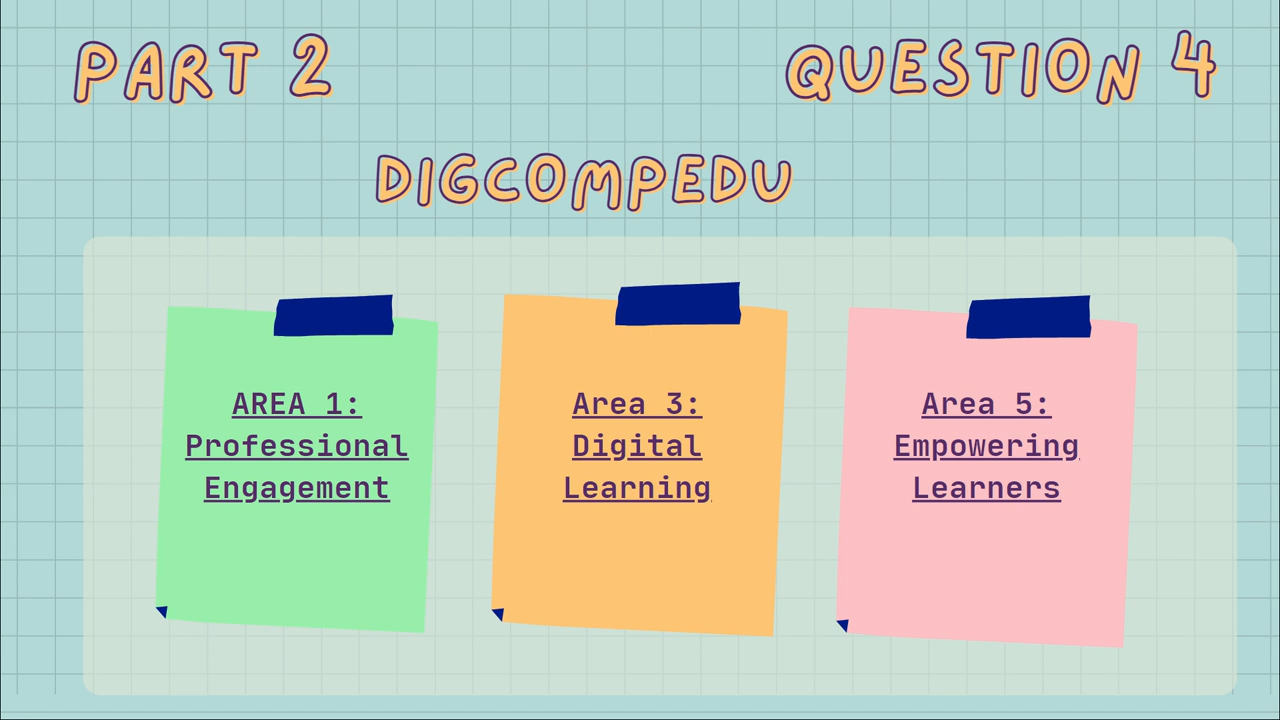 PART 2
QUESTION 4
DIGCOMPEDU
AREA 1:
Professional
Engagement
Area 3:
Digital
Learning
Area 5:
Empowering
Learners